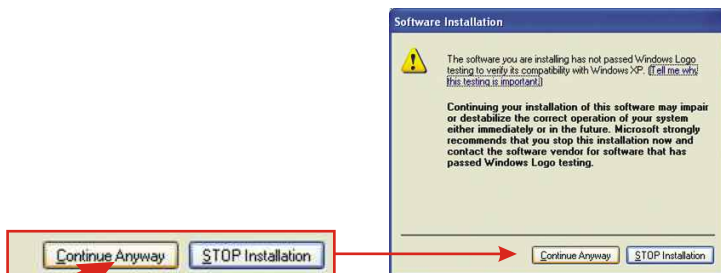 Software Installation
The software you are installing has not passed Windows Logo
testing to verify its compatibility with Windows XP. (Tell me why
this testing is important.)
Continuing your installation of this software may impair
or destabilize the correct operation of your system
either immediately or in the future. Microsoft strongly
recommends that you stop this installation now and
contact the software vendor for software that has
passed Windows Logo testing.
Continue Anyway STOP Installation
Continue Anyway STOP Installation